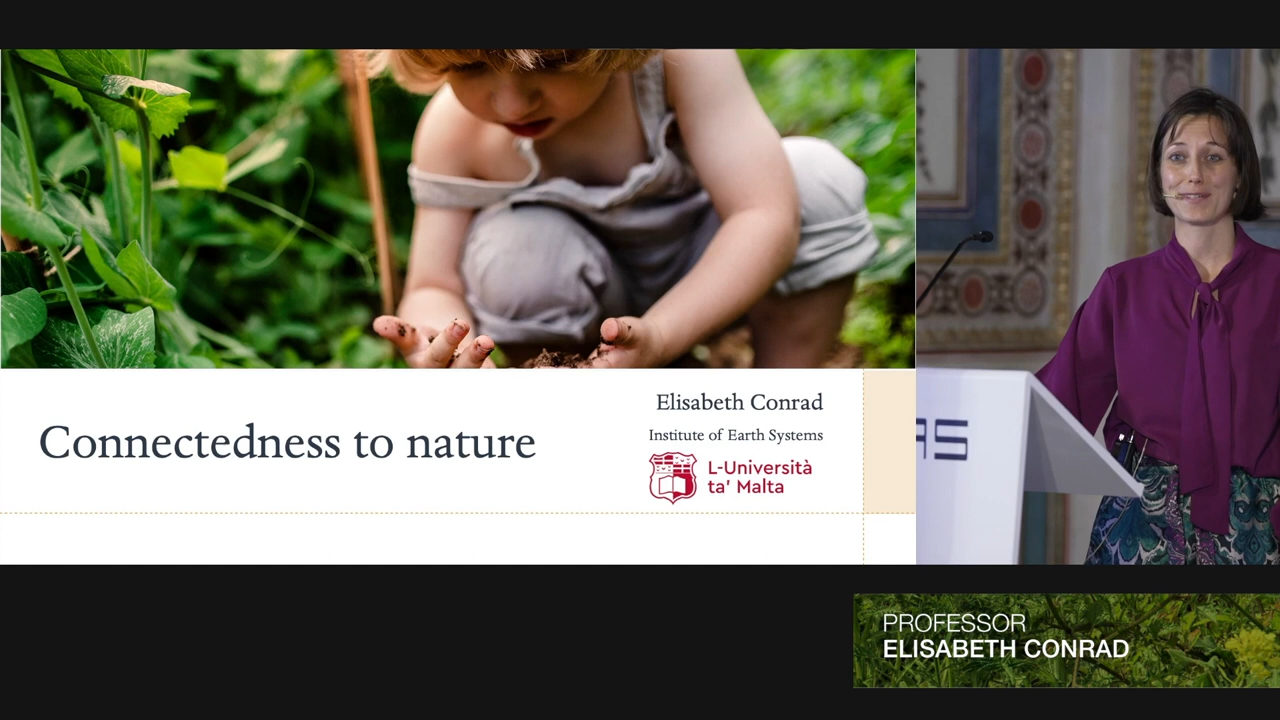 Connectedness to nature
Elisabeth Conrad
Institute of Earth Systems
L-Università
ta' Malta
PROFESSOR
ELISABETH CONRAD